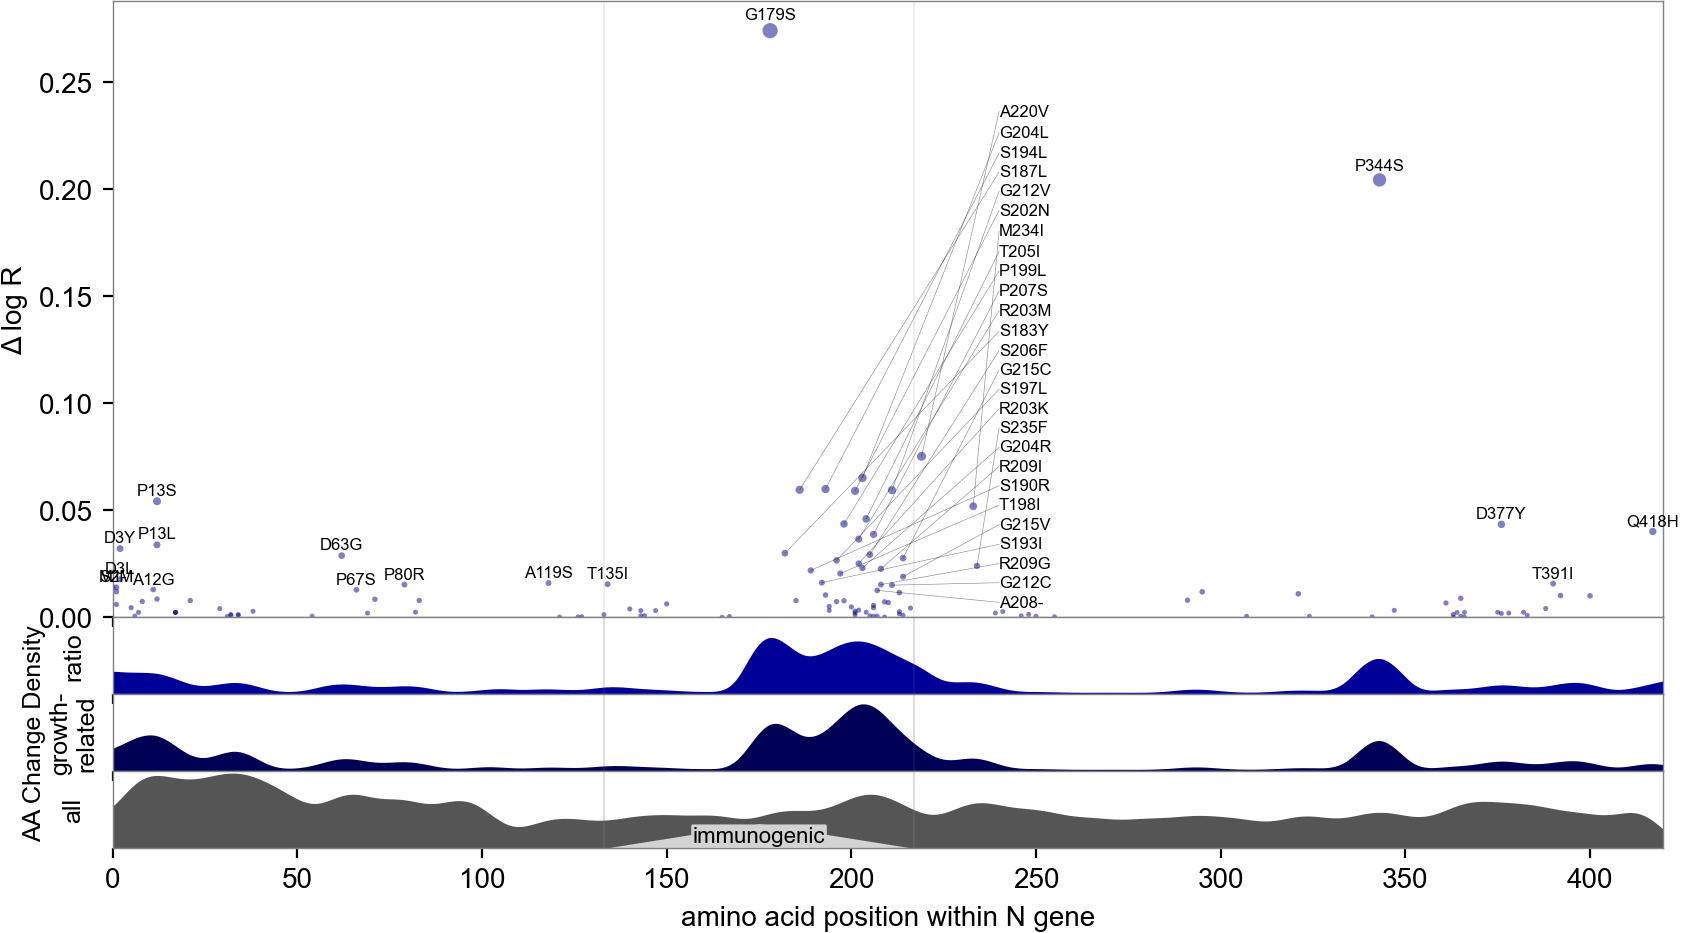 G179S
0.25
A220V
G204L
S194L
P344S
S187L
0.20
G212V
S202N
M234I
T205I
P199L
P207S
Δ log R
0.15
R203M
S183Y
S206F
G215C
S197L
0.10
R203K
S235F
G204R
R209I
S190R
T198I
P13S
0.05
D377Y
Q418H
G215V
D3Y
P13L
S193I
D63G
R209G
D3L
A12G
P67S
P80R
A119S
T135I
T391I
G212C
A208-
0.00
AA Change Density
ratio
growth-
related
all
immunogenic
0 50 100 150 200 250 300 350 400
amino acid position within N gene